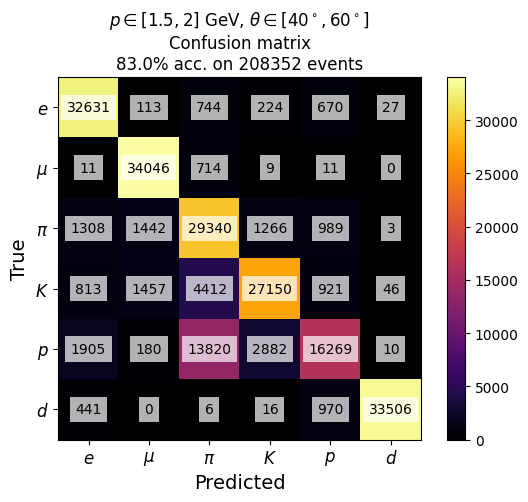 p ∈ [1.5, 2] GeV, θ ∈ [40°, 60°]
Confusion matrix
83.0% acc. on 208352 events
True
e 32631 113 744 224 670 27
μ 11 34046 714 9 11 0
π 1308 1442 29340 1266 989 3
K 813 1457 4412 27150 921 46
p 1905 180 13820 2882 16269 10
d 441 0 6 16 970 33506
e μ π K p d
Predicted
30000
25000
20000
15000
10000
5000
0